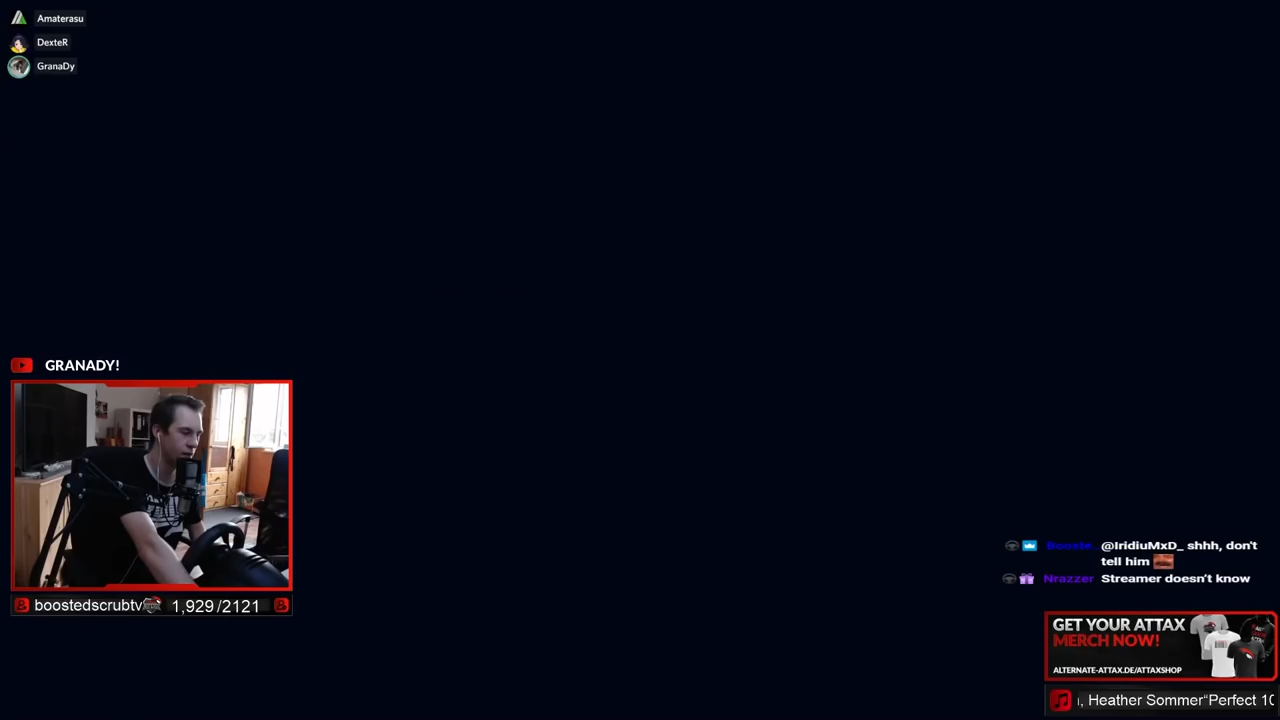 Amaterasu
DexteR
GranaDy
GRANADY!
boostedscrubtv 1,929/2121
@IridiuMxD_ shhh, don't
tell him
Nrazzer Streamer doesn't know
GET YOUR ATTAX
MERCH NOW!
ALTERNATE-ATTAX.DE/ATTAXSHOP
, Heather Sommer“Perfect 10